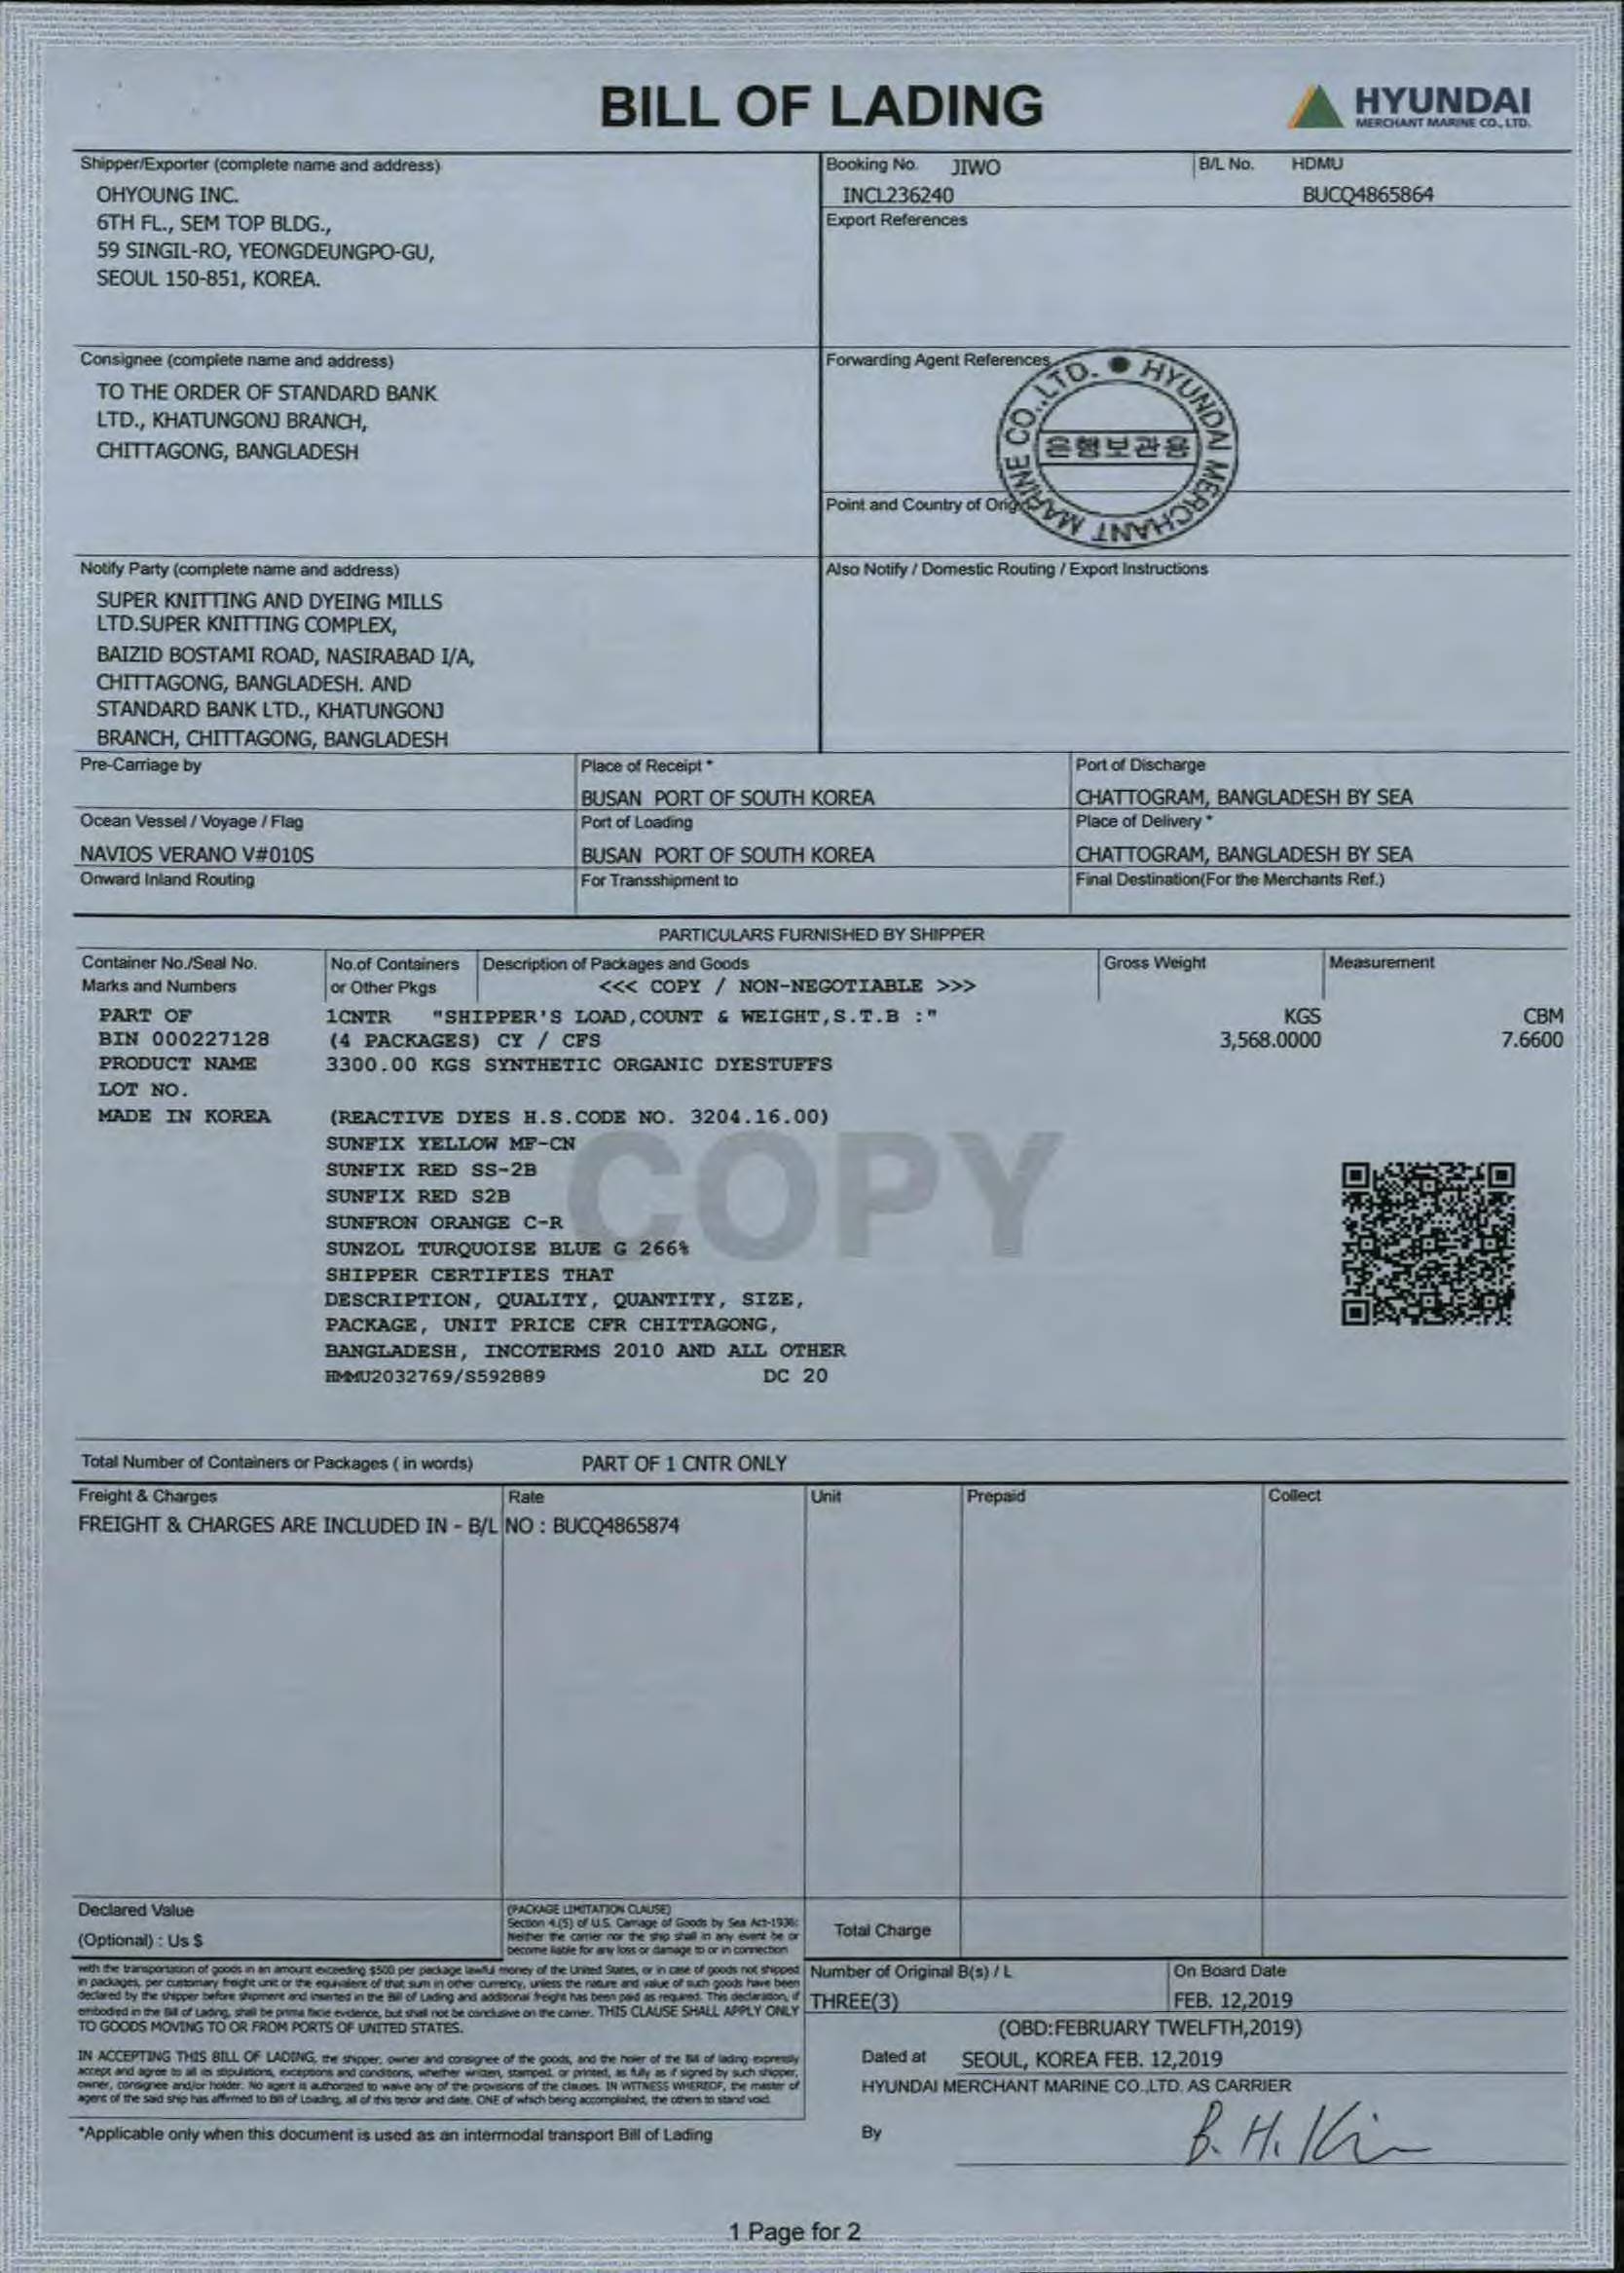 BILL OF LADING
HYUNDAI
MERCHANT MARINE CO., LTD.
Shipper/Exporter (complete name and address)
OHYOUNG INC.
6TH FL., SEM TOP BLDG.,
59 SINGIL-RO, YEONGDEUNGPO-GU,
SEOUL 150-851, KOREA.
Booking No. JIWO
INCL236240
B/L No. HDMU
BUCQ4865864
Export References
Consignee (complete name and address)
TO THE ORDER OF STANDARD BANK
LTD., KHATUNGONJ BRANCH,
CHITTAGONG, BANGLADESH
Forwarding Agent References
HYUNDAI MERCHANT MARINE CO.,LTD.
은행보관용
Point and Country of Origin
Notify Party (complete name and address)
SUPER KNITTING AND DYEING MILLS
LTD.SUPER KNITTING COMPLEX,
BAIZID BOSTAMI ROAD, NASIRABAD I/A,
CHITTAGONG, BANGLADESH. AND
STANDARD BANK LTD., KHATUNGONJ
BRANCH, CHITTAGONG, BANGLADESH
Also Notify / Domestic Routing / Export Instructions
Pre-Carriage by
Place of Receipt *
BUSAN PORT OF SOUTH KOREA
Port of Discharge
CHATTOGRAM, BANGLADESH BY SEA
Ocean Vessel / Voyage / Flag
NAVIOS VERANO V#010S
Port of Loading
BUSAN PORT OF SOUTH KOREA
Place of Delivery *
CHATTOGRAM, BANGLADESH BY SEA
Onward Inland Routing
For Transshipment to
Final Destination(For the Merchants Ref.)
PARTICULARS FURNISHED BY SHIPPER
Container No./Seal No.
Marks and Numbers
No.of Containers
or Other Pkgs
Description of Packages and Goods
<<< COPY / NON-NEGOTIABLE >>>
Gross Weight
Measurement
PART OF
BIN 000227128
PRODUCT NAME
LOT NO.
MADE IN KOREA
1CNTR "SHIPPER'S LOAD,COUNT & WEIGHT,S.T.B :"
(4 PACKAGES) CY / CFS
3300.00 KGS SYNTHETIC ORGANIC DYESTUFFS
KGS
3,568.0000
CBM
7.6600
(REACTIVE DYES H.S.CODE NO. 3204.16.00)
SUNFIX YELLOW MF-CN
SUNFIX RED SS-2B
SUNFIX RED S2B
SUNFRON ORANGE C-R
SUNZOL TURQUOISE BLUE G 266%
SHIPPER CERTIFIES THAT
DESCRIPTION, QUALITY, QUANTITY, SIZE,
PACKAGE, UNIT PRICE CFR CHITTAGONG,
BANGLADESH, INCOTERMS 2010 AND ALL OTHER
HMMU2032769/S592889 DC 20
COPY
Total Number of Containers or Packages ( in words) PART OF 1 CNTR ONLY
Freight & Charges
Rate
Unit
Prepaid
Collect
FREIGHT & CHARGES ARE INCLUDED IN - B/L NO : BUCQ4865874
Declared Value
(Optional) : Us $
(PACKAGE LIMITATION CLAUSE)
Section 4.(5) of U.S. Carriage of Goods by Sea Act-1936:
Neither the carrier nor the ship shall in any event be or
become liable for any loss or damage to or in connection
with the transportation of goods in an amount exceeding $500 per package lawful money of the United States, or in case of goods not shipped
in packages, per customary freight unit or the equivalent of that sum in other currency, unless the nature and value of such goods have been
declared by the shipper before shipment and inserted in the Bill of Lading and additional freight has been paid as required. This declaration, if
embodied in the Bill of Lading, shall be prima facie evidence, but shall not be conclusive on the carrier. THIS CLAUSE SHALL APPLY ONLY
TO GOODS MOVING TO OR FROM PORTS OF UNITED STATES.
IN ACCEPTING THIS BILL OF LADING, the shipper, owner and consignee of the goods, and the holer of the Bill of lading expressly
accept and agree to all its stipulations, exceptions and conditions, whether written, stamped, or printed, as fully as if signed by such shipper,
owner, consignee and/or holder. No agent is authorized to waive any of the provisions of the clauses. IN WITNESS WHEREOF, the master of
agent of the said ship has affirmed to Bill of Loading, all of this tenor and date, ONE of which being accomplished, the others to stand void.
*Applicable only when this document is used as an intermodal transport Bill of Lading
Total Charge
Number of Original B(s) / L
THREE(3)
On Board Date
FEB. 12,2019
(OBD:FEBRUARY TWELFTH,2019)
Dated at SEOUL, KOREA FEB. 12,2019
HYUNDAI MERCHANT MARINE CO.,LTD. AS CARRIER
By B. H. Kim
1 Page for 2